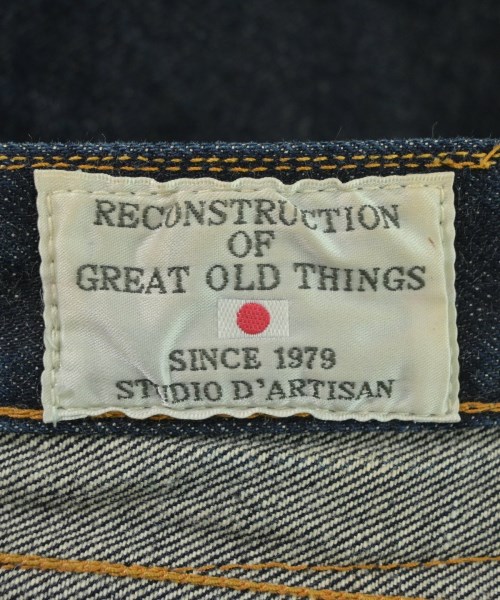 RECONSTRUCTION
OF
GREAT OLD THINGS
SINCE 1979
STUDIO D'ARTISAN